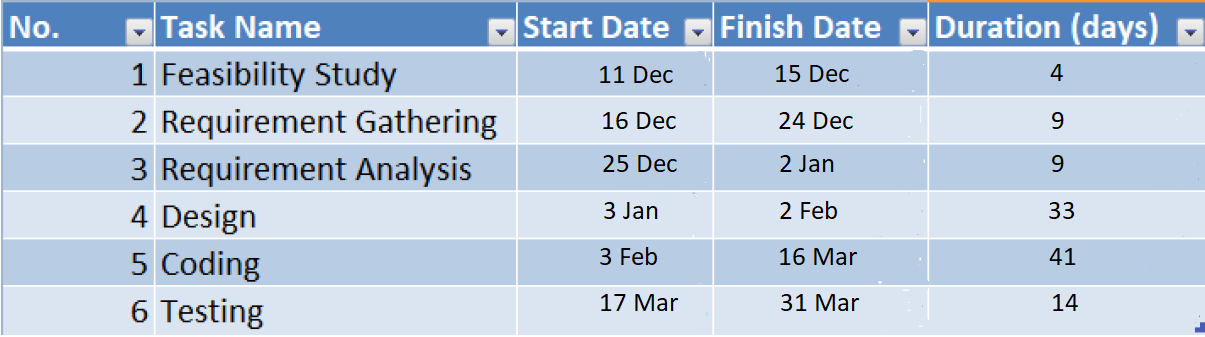 No. Task Name Start Date Finish Date Duration (days)
1 Feasibility Study 11 Dec 15 Dec 4
2 Requirement Gathering 16 Dec 24 Dec 9
3 Requirement Analysis 25 Dec 2 Jan 9
4 Design 3 Jan 2 Feb 33
5 Coding 3 Feb 16 Mar 41
6 Testing 17 Mar 31 Mar 14